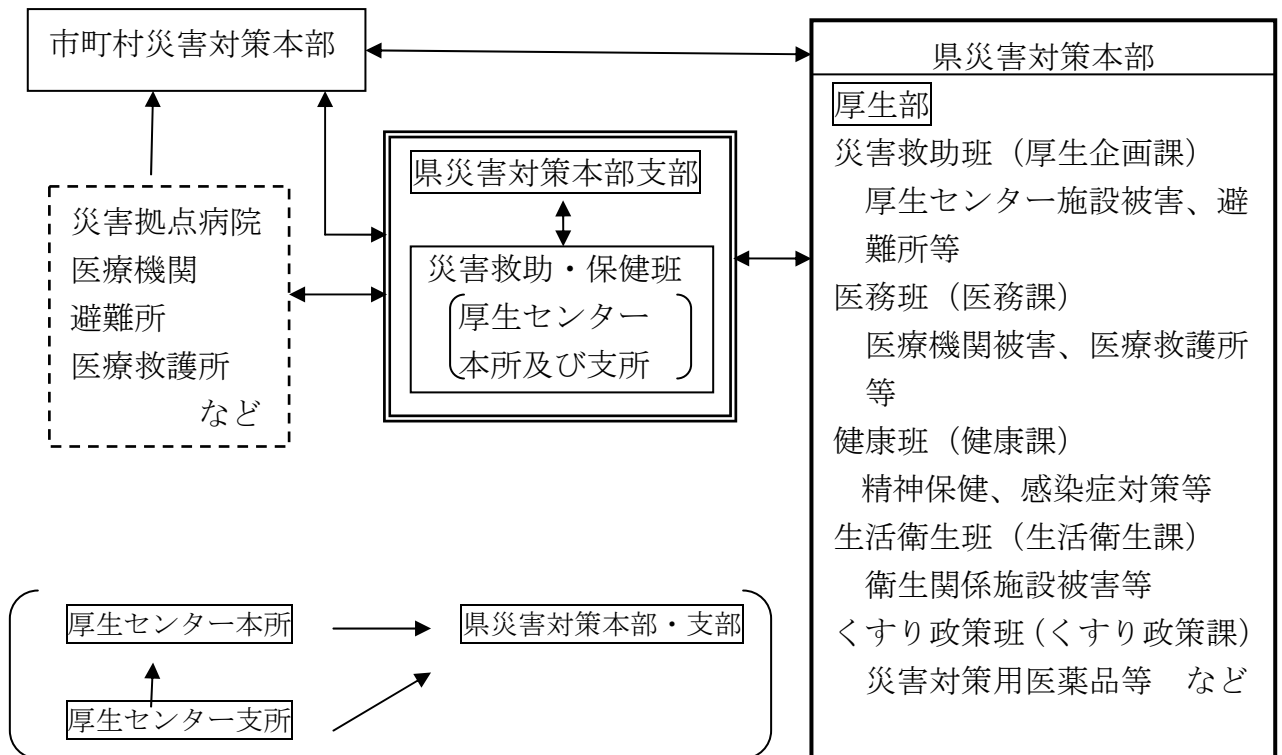 市町村災害対策本部
県災害対策本部支部
災害救助・保健班
厚生センター
本所及び支所
災害拠点病院
医療機関
避難所
医療救護所
など
県災害対策本部
厚生部
災害救助班（厚生企画課）
厚生センター施設被害、避
難所等
医務班（医務課）
医療機関被害、医療救護所
等
健康班（健康課）
精神保健、感染症対策等
生活衛生班（生活衛生課）
衛生関係施設被害等
くすり政策班（くすり政策課）
災害対策用医薬品等　など
厚生センター本所
県災害対策本部・支部
厚生センター支所